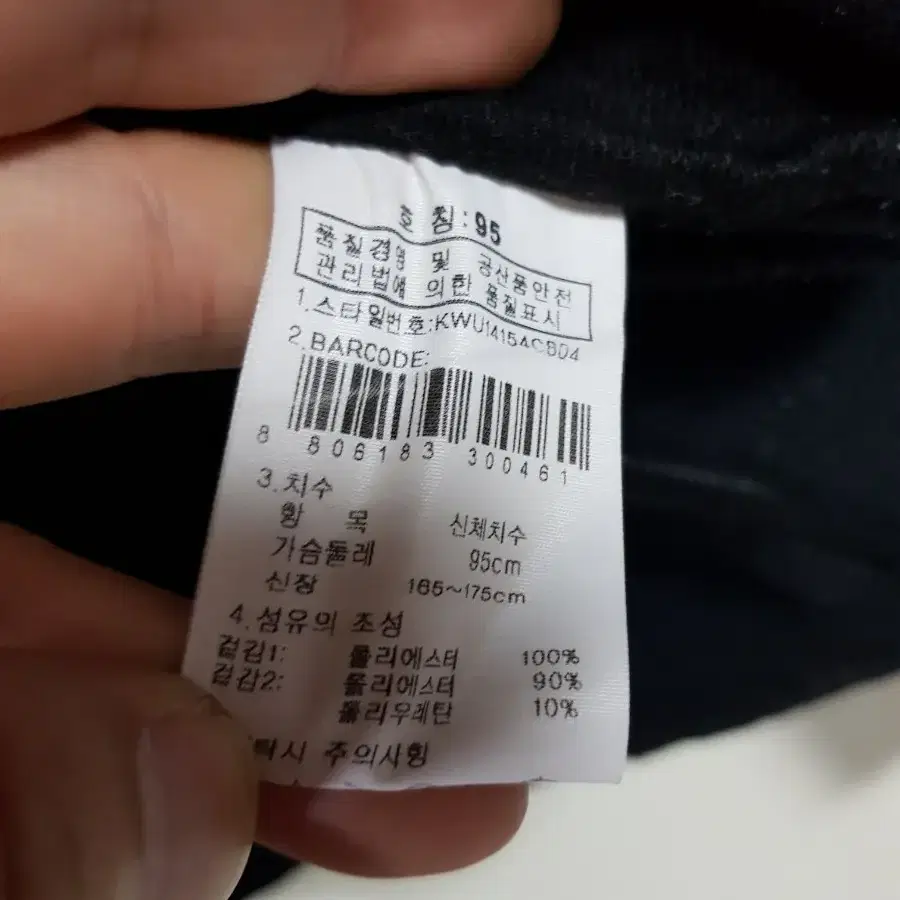 호 칭 : 95
품질경영 및 공산품안전
관리법에 의한 품질표시
1.스타일번호:KWU14154CB04
2.BARCODE:
8 806183 300461
3.치수
항 목 신체치수
가슴둘레 95cm
신장 165~175cm
4.섬유의 조성
겉감1: 폴리에스터 100%
겉감2: 폴리에스터 90%
폴리우레탄 10%
주의사항